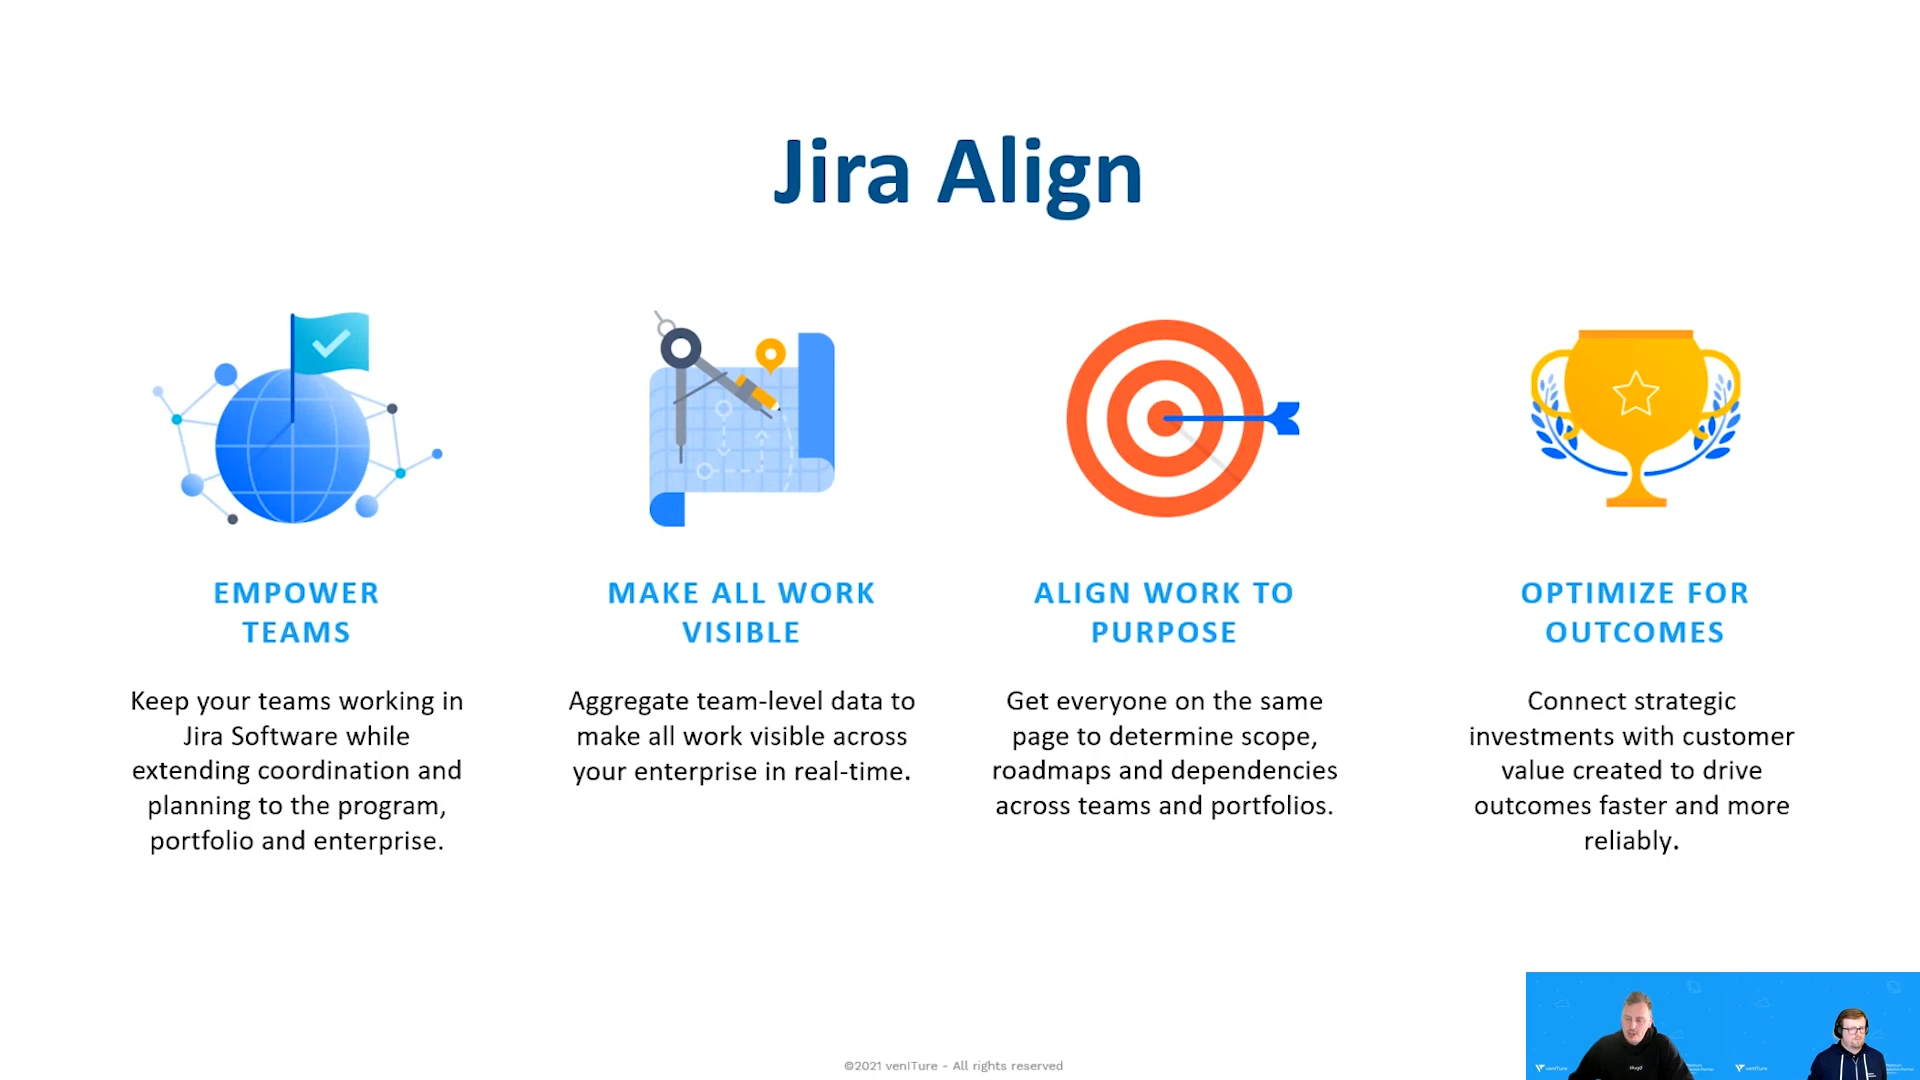 Jira Align
EMPOWER
TEAMS
Keep your teams working in
Jira Software while
extending coordination and
planning to the program,
portfolio and enterprise.
MAKE ALL WORK
VISIBLE
Aggregate team-level data to
make all work visible across
your enterprise in real-time.
ALIGN WORK TO
PURPOSE
Get everyone on the same
page to determine scope,
roadmaps and dependencies
across teams and portfolios.
OPTIMIZE FOR
OUTCOMES
Connect strategic
investments with customer
value created to drive
outcomes faster and more
reliably.
©2021 venITure - All rights reserved
venITure
venITure